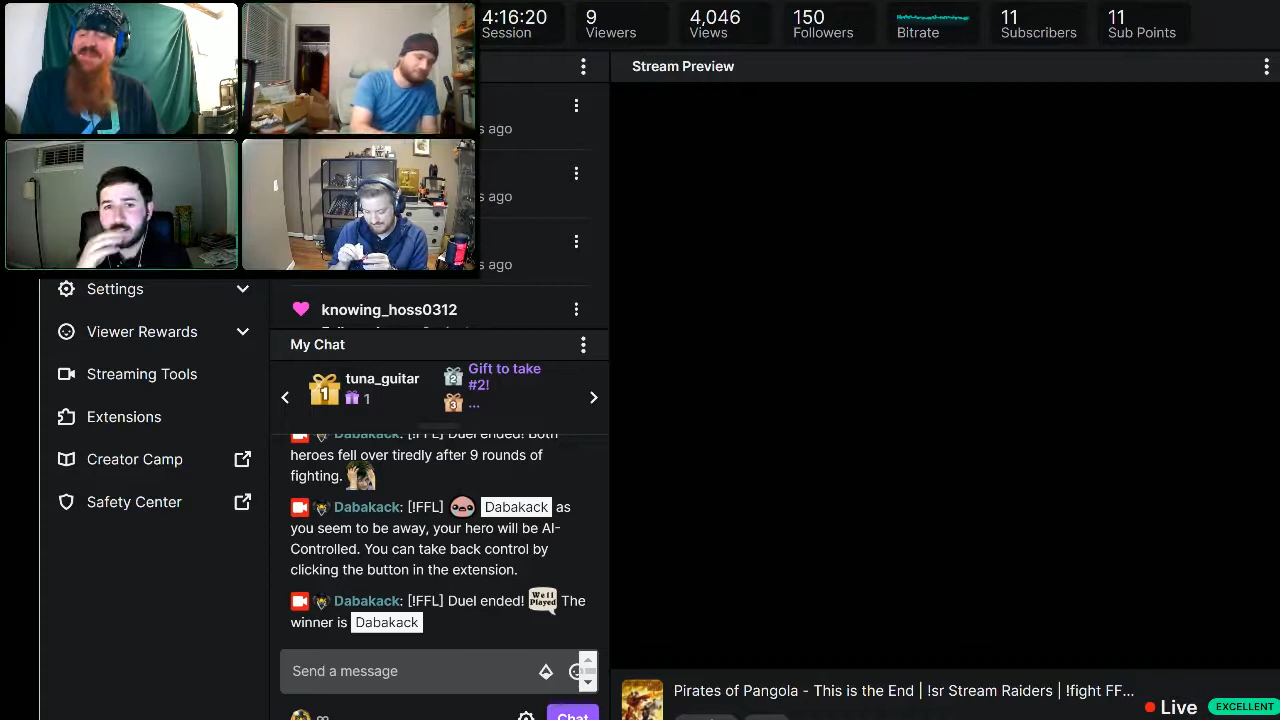 4:16:20
Session
9
Viewers
4,046
Views
150
Followers
Bitrate
11
Subscribers
11
Sub Points
Stream Preview
s ago
s ago
s ago
Settings
Viewer Rewards
Streaming Tools
Extensions
Creator Camp
Safety Center
knowing_hoss0312
My Chat
1
tuna_guitar
1
2
Gift to take
#2!
3
...
Dabakack: [!FFL] Duel ended! Both
heroes fell over tiredly after 9 rounds of
fighting.
Dabakack: [!FFL] Dabakack as
you seem to be away, your hero will be AI-
Controlled. You can take back control by
clicking the button in the extension.
Dabakack: [!FFL] Duel ended! Well Played The
winner is Dabakack
Send a message
Chat
Pirates of Pangola - This is the End | !sr Stream Raiders | !fight FF...
Live
EXCELLENT